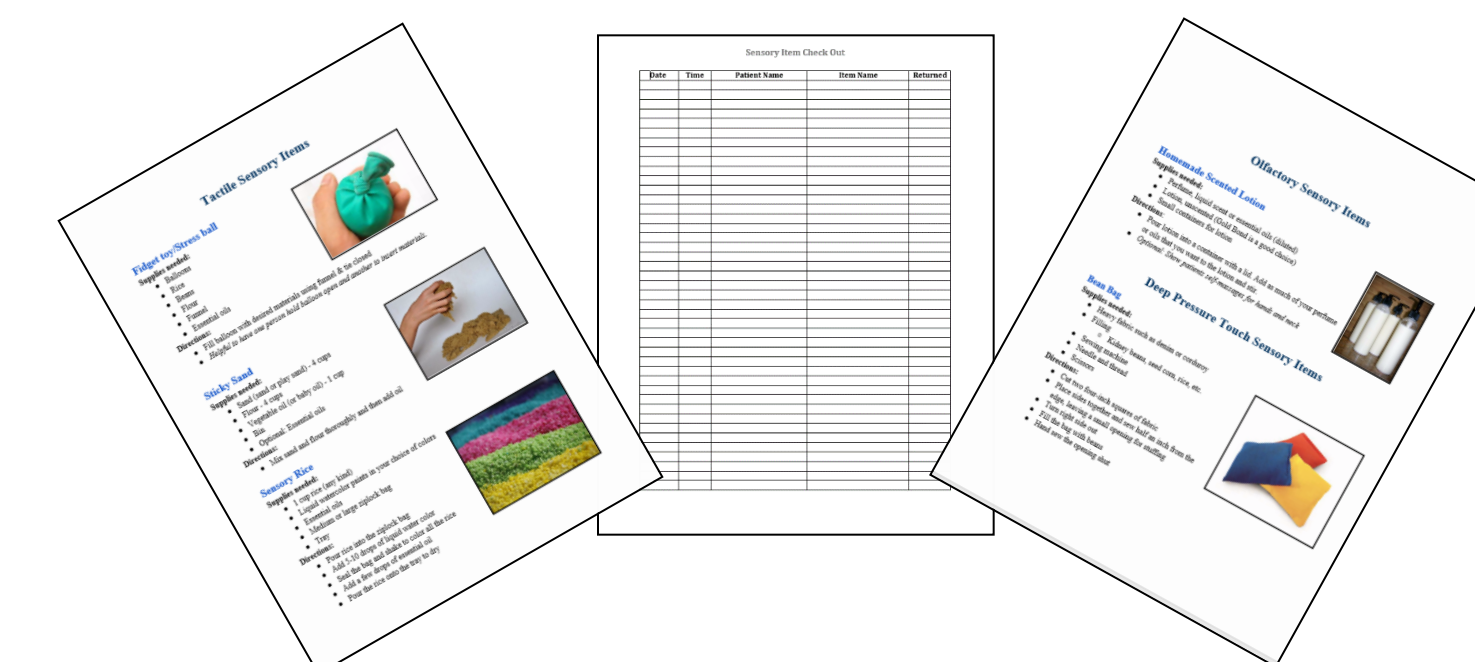 Tactile Sensory Items
Fidget toy/Stress ball
Supplies needed:
Balloons
Rice
Beans
Flour
Funnel
Essential oils
Directions:
Fill balloon with desired materials using funnel & tie closed
Helpful to have one person hold balloon open and another to insert materials.
Sticky Sand
Supplies needed:
Sand (sand or play sand) - 4 cups
Flour - 4 cups
Vegetable oil (or baby oil) - 1 cup
Bin
Optional: Essential oils
Directions:
Mix sand and flour thoroughly and then add oil
Sensory Rice
Supplies needed:
1 cup rice (any kind)
Liquid watercolor paints in your choice of colors
Essential oils
Medium or large ziplock bag
Tray
Directions:
Pour rice into the ziplock bag
Add 5-10 drops of liquid water color
Seal the bag and shake to color all the rice
Add a few drops of essential oil
Pour the rice onto the tray to dry
Sensory Item Check Out
Date Time Patient Name Item Name Returned
Olfactory Sensory Items
Homemade Scented Lotion
Supplies needed:
Perfume, liquid scent or essential oils (diluted)
Lotion, unscented (Gold Bond is a good choice)
Small containers for lotion
Directions:
Pour lotion into a container with a lid. Add as much of your perfume
or oils that you want to the lotion and stir
Optional: Show patients self-massages for hands and neck
Deep Pressure Touch Sensory Items
Bean Bag
Supplies needed:
Heavy fabric such as denim or corduroy
Filling
Kidney beans, seed corn, rice, etc.
Sewing machine
Needle and thread
Scissors
Directions:
Cut two four-inch squares of fabric
Place sides together and sew half an inch from the
edge, leaving a small opening for stuffing
Turn right side out
Fill the bag with beans
Hand sew the opening shut